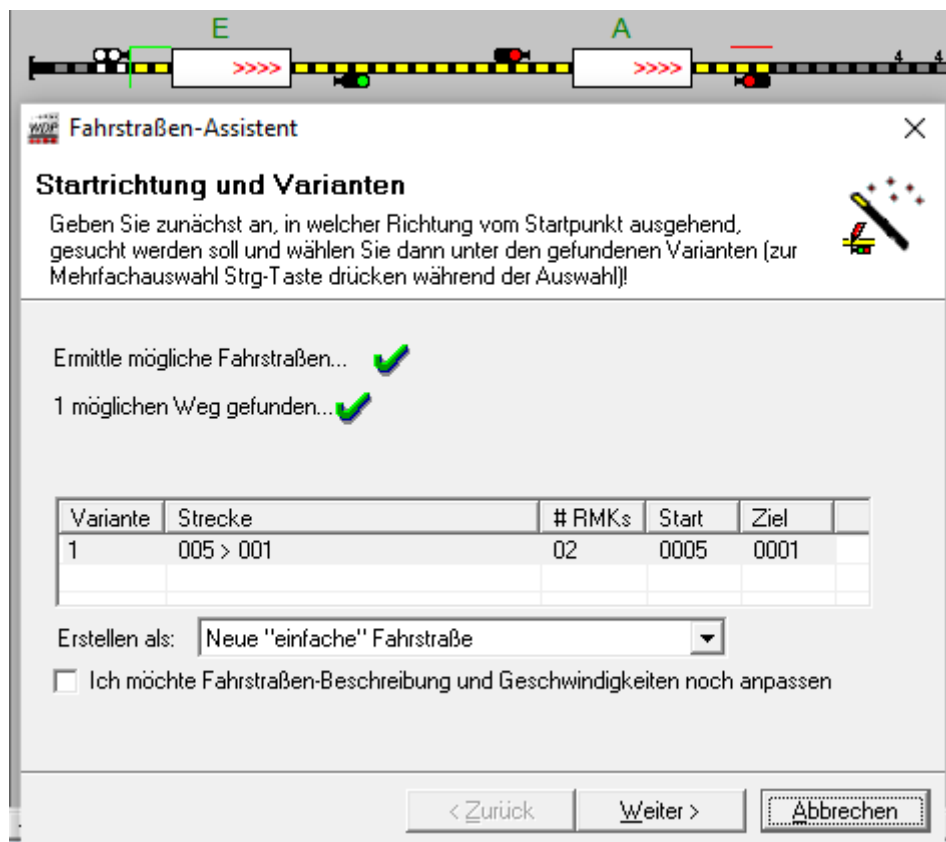 E A
>>>> >>>>
4 4
WDP Fahrstraßen-Assistent
Startrichtung und Varianten
Geben Sie zunächst an, in welcher Richtung vom Startpunkt ausgehend,
gesucht werden soll und wählen Sie dann unter den gefundenen Varianten (zur
Mehrfachauswahl Strg-Taste drücken während der Auswahl)!
Ermittle mögliche Fahrstraßen...
1 möglichen Weg gefunden...
Variante Strecke # RMKs Start Ziel
1 005 > 001 02 0005 0001
Erstellen als: Neue "einfache" Fahrstraße
Ich möchte Fahrstraßen-Beschreibung und Geschwindigkeiten noch anpassen
< Zurück Weiter > Abbrechen